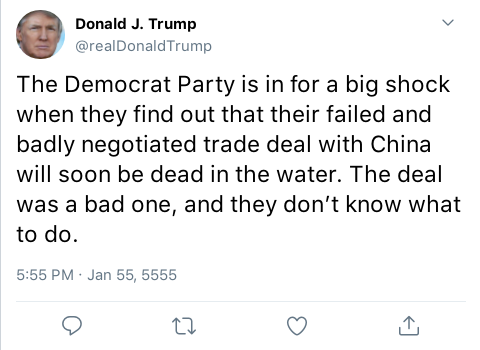 Donald J. Trump
@realDonaldTrump
The Democrat Party is in for a big shock
when they find out that their failed and
badly negotiated trade deal with China
will soon be dead in the water. The deal
was a bad one, and they don’t know what
to do.
5:55 PM · Jan 55, 5555